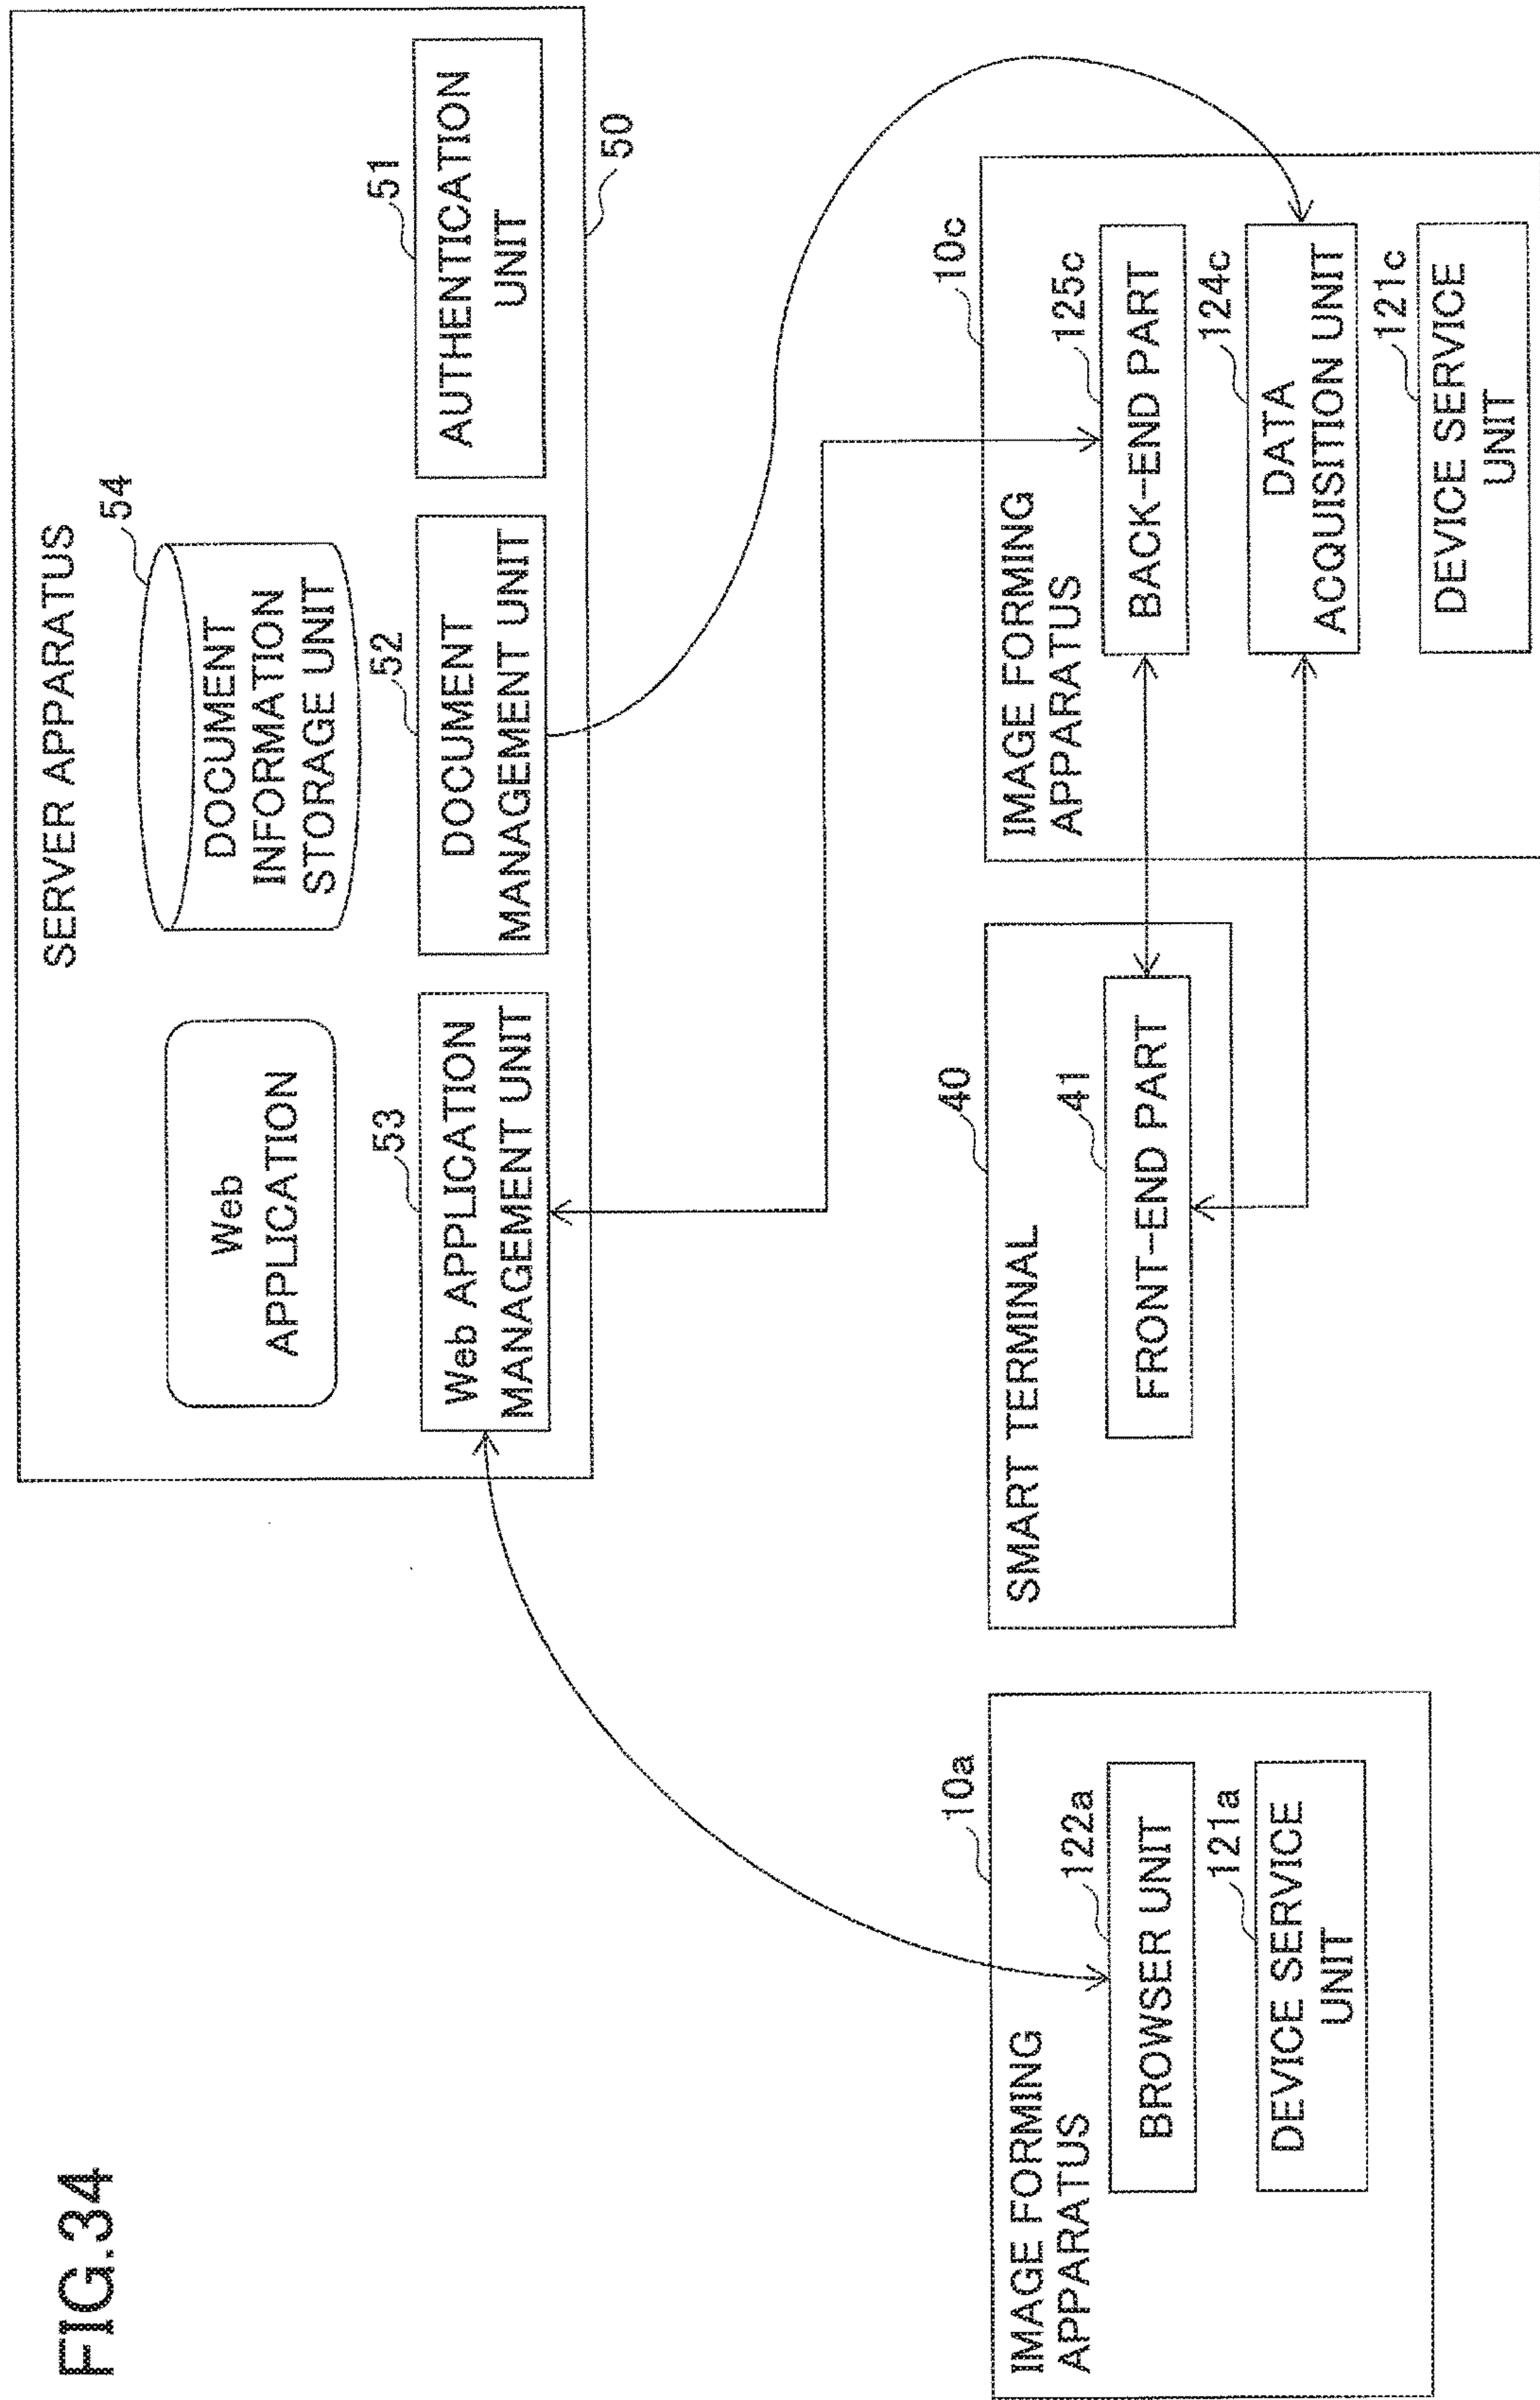 FIG.34
SERVER APPARATUS
Web
APPLICATION
54
DOCUMENT
INFORMATION
STORAGE UNIT
53
Web APPLICATION
MANAGEMENT UNIT
52
DOCUMENT
MANAGEMENT UNIT
51
AUTHENTICATION
UNIT
50
10a
IMAGE FORMING
APPARATUS
122a
BROWSER UNIT
121a
DEVICE SERVICE
UNIT
40
SMART TERMINAL
41
FRONT-END PART
10c
IMAGE FORMING
APPARATUS
125c
BACK-END PART
124c
DATA
ACQUISITION UNIT
121c
DEVICE SERVICE
UNIT